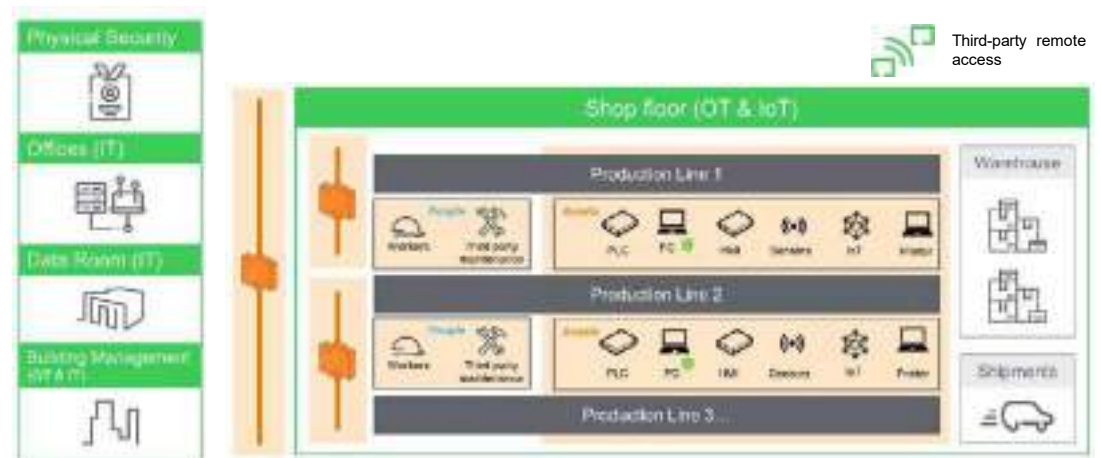 Physical Security
Third-party remote
access
Shop floor (OT & IoT)
Offices (IT)
Production Line 1
Warehouse
People
Assets
Workers
Third party
maintenance
PLC
PC
HMI
Sensors
IoT
Data Room (IT)
Production Line 2
Building Management
(OT & IT)
People
Assets
Workers
Third party
maintenance
PLC
PC
HMI
Sensors
IoT
Printer
Shipments
Production Line 3...